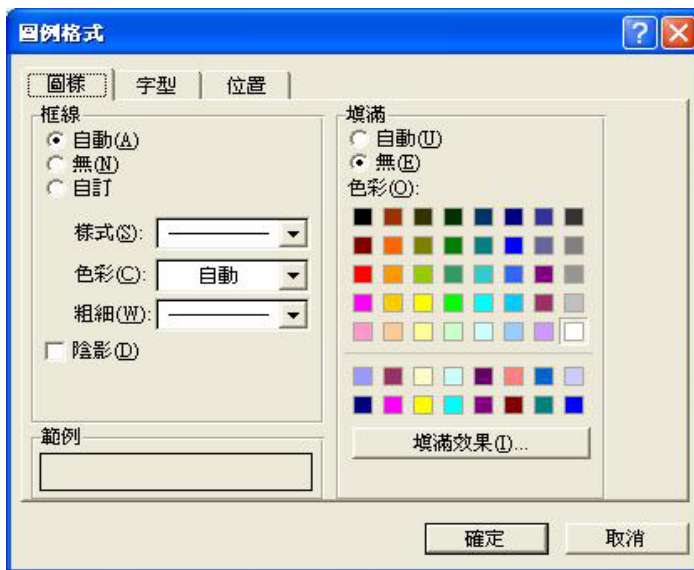 圖例格式
圖樣 字型 位置
框線
自動(A)
無(N)
自訂
樣式(S):
色彩(C): 自動
粗細(W):
陰影(D)
範例
填滿
自動(U)
無(E)
色彩(O):
填滿效果(I)...
確定 取消